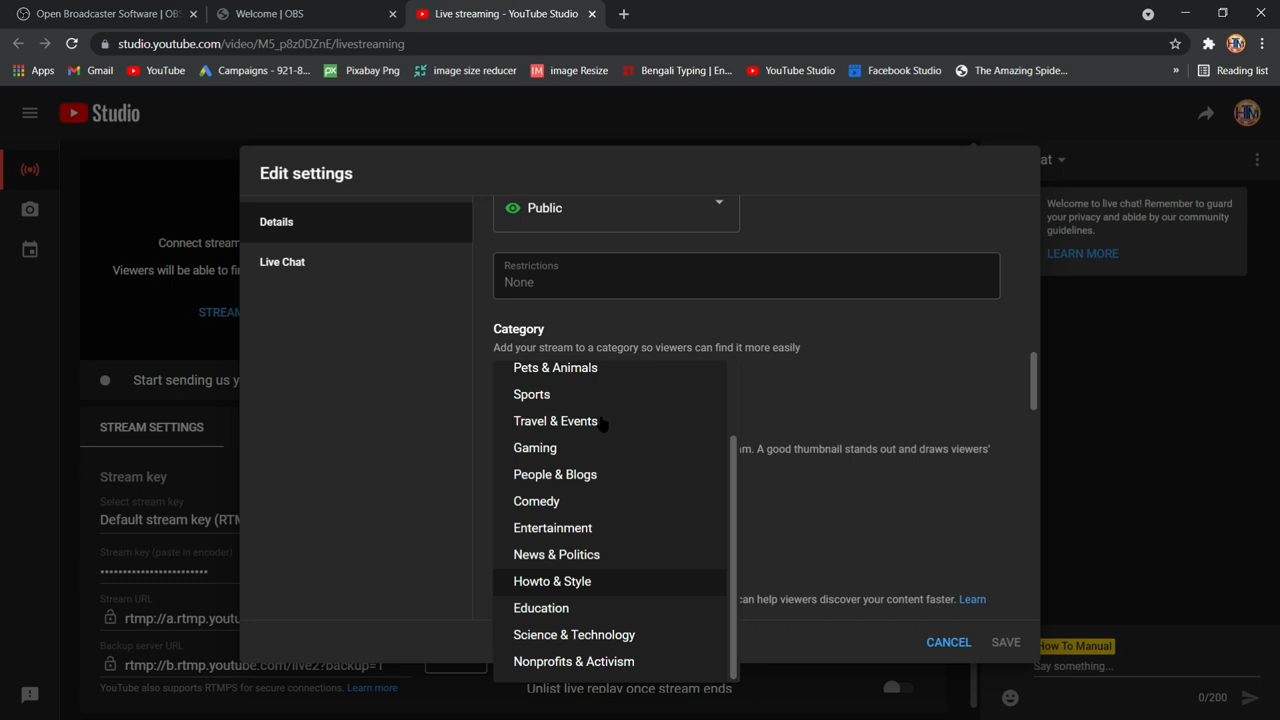 Open Broadcaster Software | OBS
Welcome | OBS
Live streaming - YouTube Studio
studio.youtube.com/video/M5_p8z0DZnE/livestreaming
Apps
Gmail
YouTube
Campaigns - 921-8...
Pixabay Png
image size reducer
image Resize
Bengali Typing | En...
YouTube Studio
Facebook Studio
The Amazing Spide...
»
Reading list
Studio
Edit settings
Details
Live Chat
Public
Restrictions
None
Category
Add your stream to a category so viewers can find it more easily
Pets & Animals
Sports
Travel & Events
Gaming
People & Blogs
Comedy
Entertainment
News & Politics
Howto & Style
Education
Science & Technology
Nonprofits & Activism
m. A good thumbnail stands out and draws viewers'
can help viewers discover your content faster. Learn
CANCEL
SAVE
Connect stream
Viewers will be able to fi
STREAM
Start sending us y
STREAM SETTINGS
Stream key
Select stream key
Default stream key (RTM
Stream key (paste in encoder)
Stream URL
rtmp://a.rtmp.youtu
Backup server URL
rtmp://b.rtmp.youtube.com/live2?backup=1
YouTube also supports RTMPS for secure connections. Learn more
Unlist live replay once stream ends
at
Welcome to live chat! Remember to guard
your privacy and abide by our community
guidelines.
LEARN MORE
How To Manual
Say something...
0/200